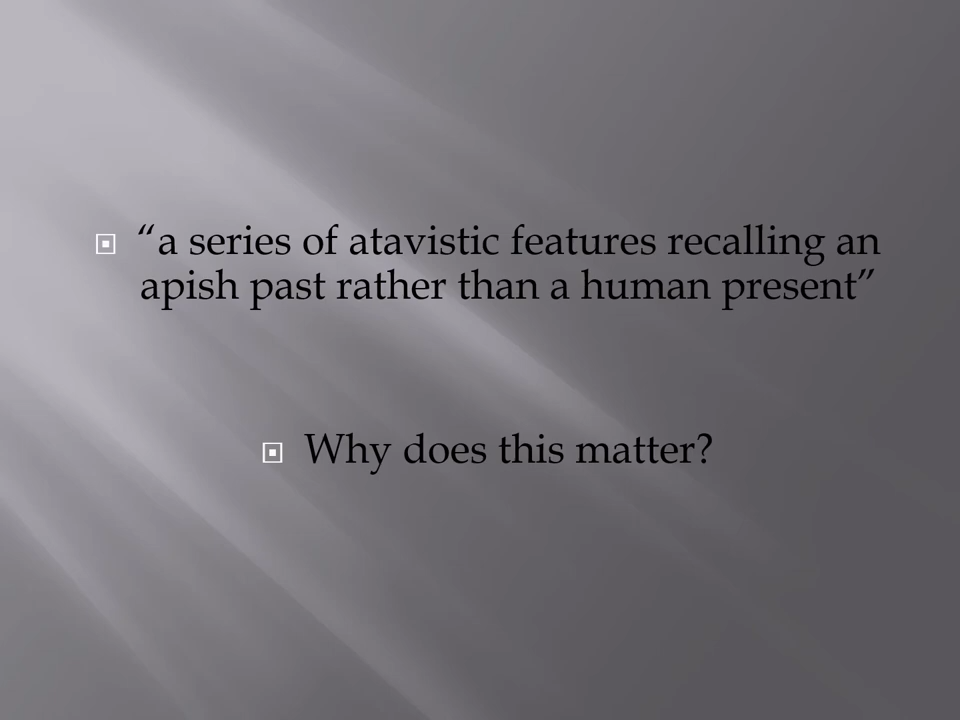 “a series of atavistic features recalling an
apish past rather than a human present”
Why does this matter?